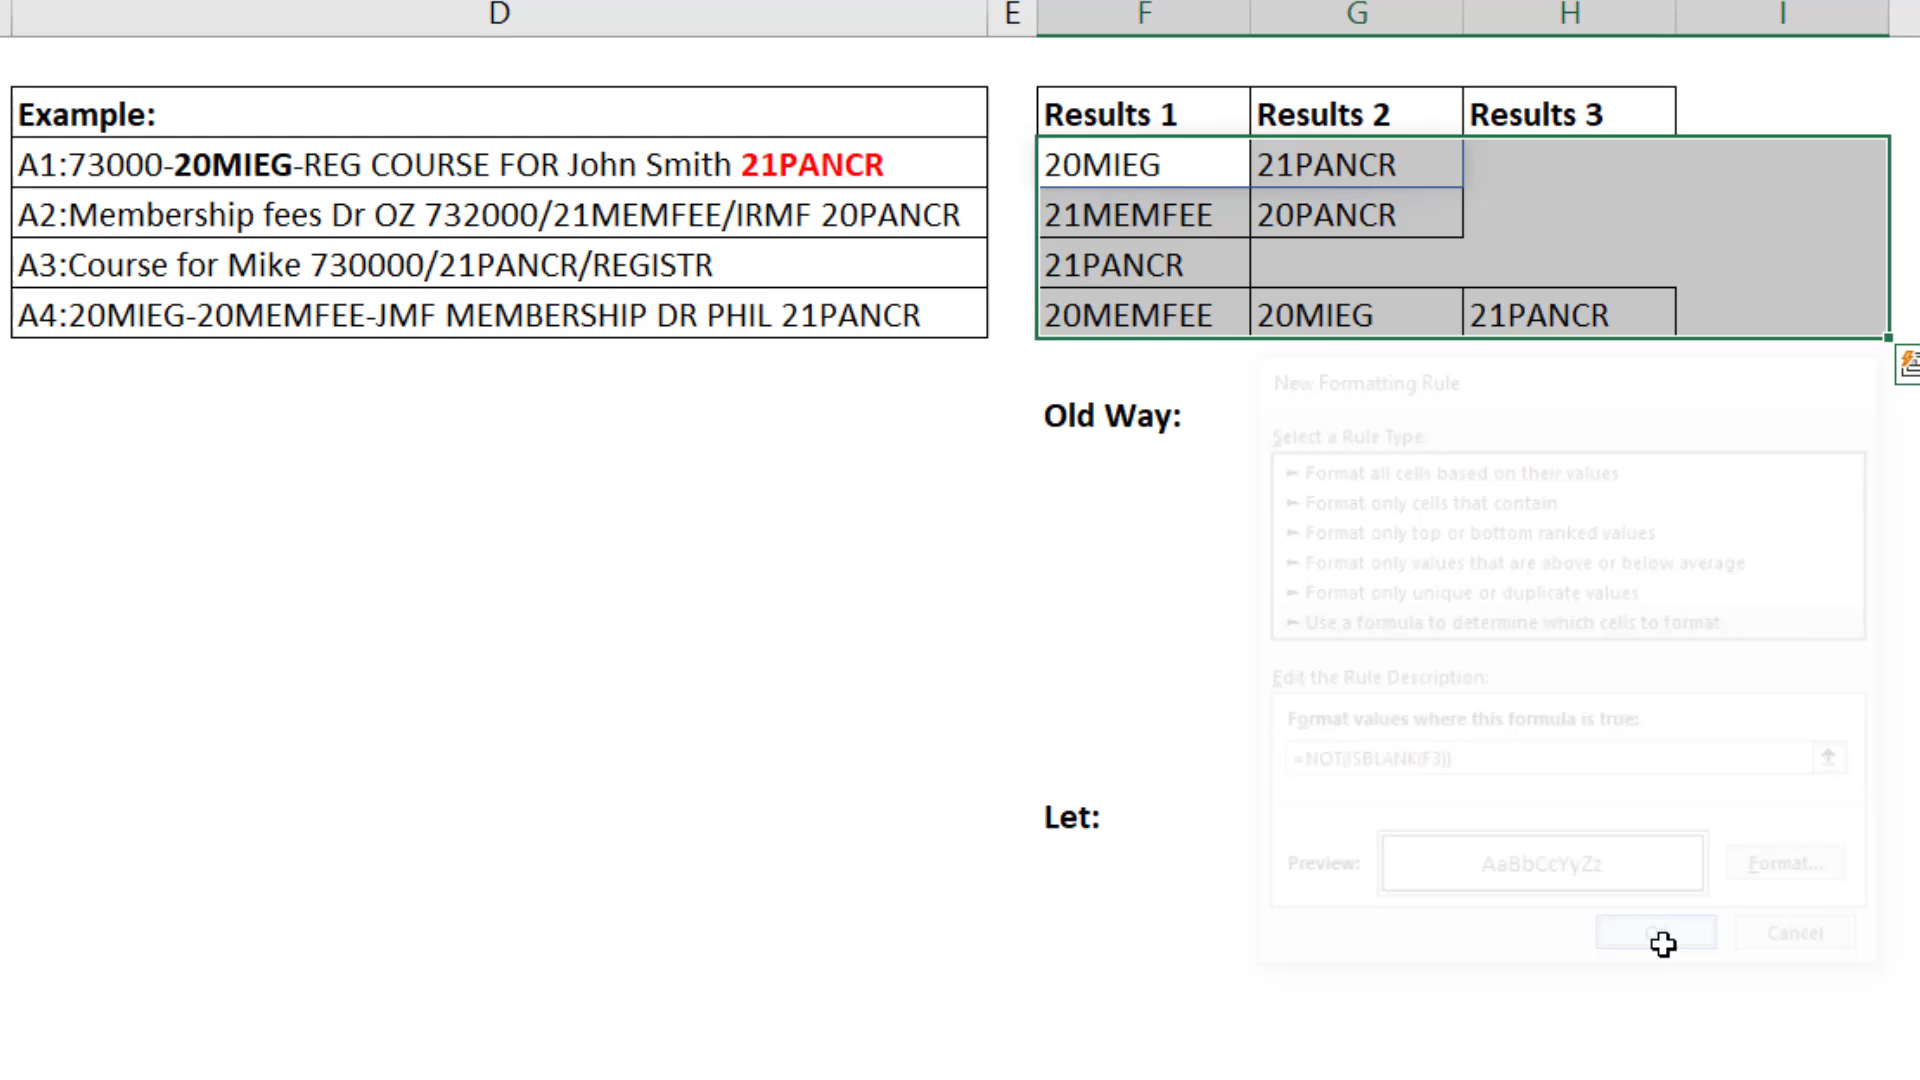 D E F G H I
Example: Results 1 Results 2 Results 3
A1:73000-20MIEG-REG COURSE FOR John Smith 21PANCR 20MIEG 21PANCR
A2:Membership fees Dr OZ 732000/21MEMFEE/IRMF 20PANCR 21MEMFEE 20PANCR
A3:Course for Mike 730000/21PANCR/REGISTR 21PANCR
A4:20MIEG-20MEMFEE-JMF MEMBERSHIP DR PHIL 21PANCR 20MEMFEE 20MIEG 21PANCR
Old Way:
New Formatting Rule
Select a Rule Type:
► Format all cells based on their values
► Format only cells that contain
► Format only top or bottom ranked values
► Format only values that are above or below average
► Format only unique or duplicate values
► Use a formula to determine which cells to format
Edit the Rule Description:
Format values where this formula is true:
=NOT(ISBLANK(F3))
Let:
Preview: AaBbCcYyZz Format...
Cancel